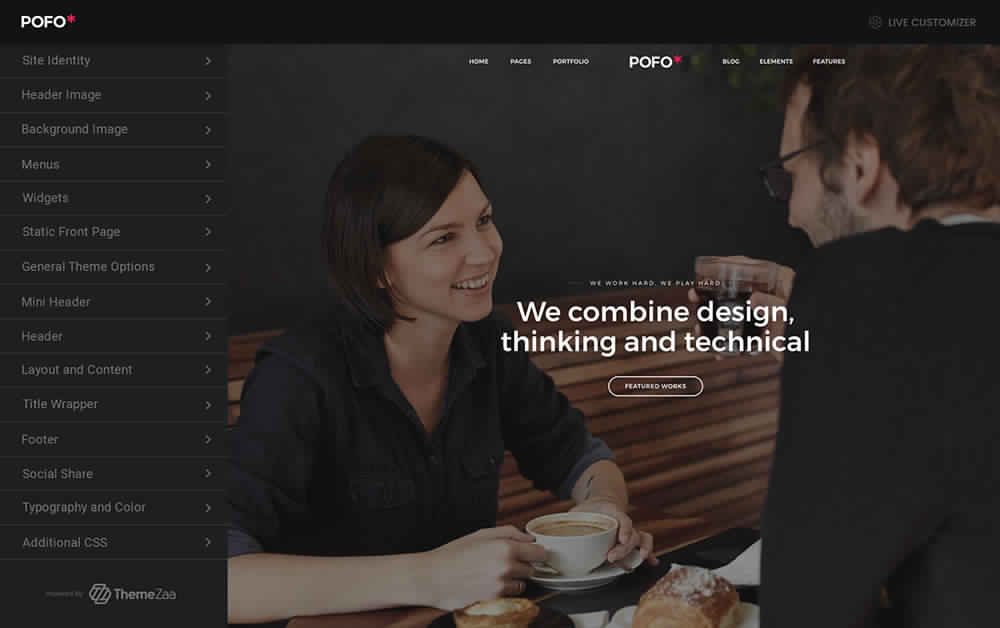 POFO*
LIVE CUSTOMIZER
Site Identity
Header Image
Background Image
Menus
Widgets
Static Front Page
General Theme Options
Mini Header
Header
Layout and Content
Title Wrapper
Footer
Social Share
Typography and Color
Additional CSS
Powered by ThemeZaa
HOME PAGES PORTFOLIO POFO* BLOG ELEMENTS FEATURES
WE WORK HARD, WE PLAY HARD
We combine design,
thinking and technical
FEATURED WORKS